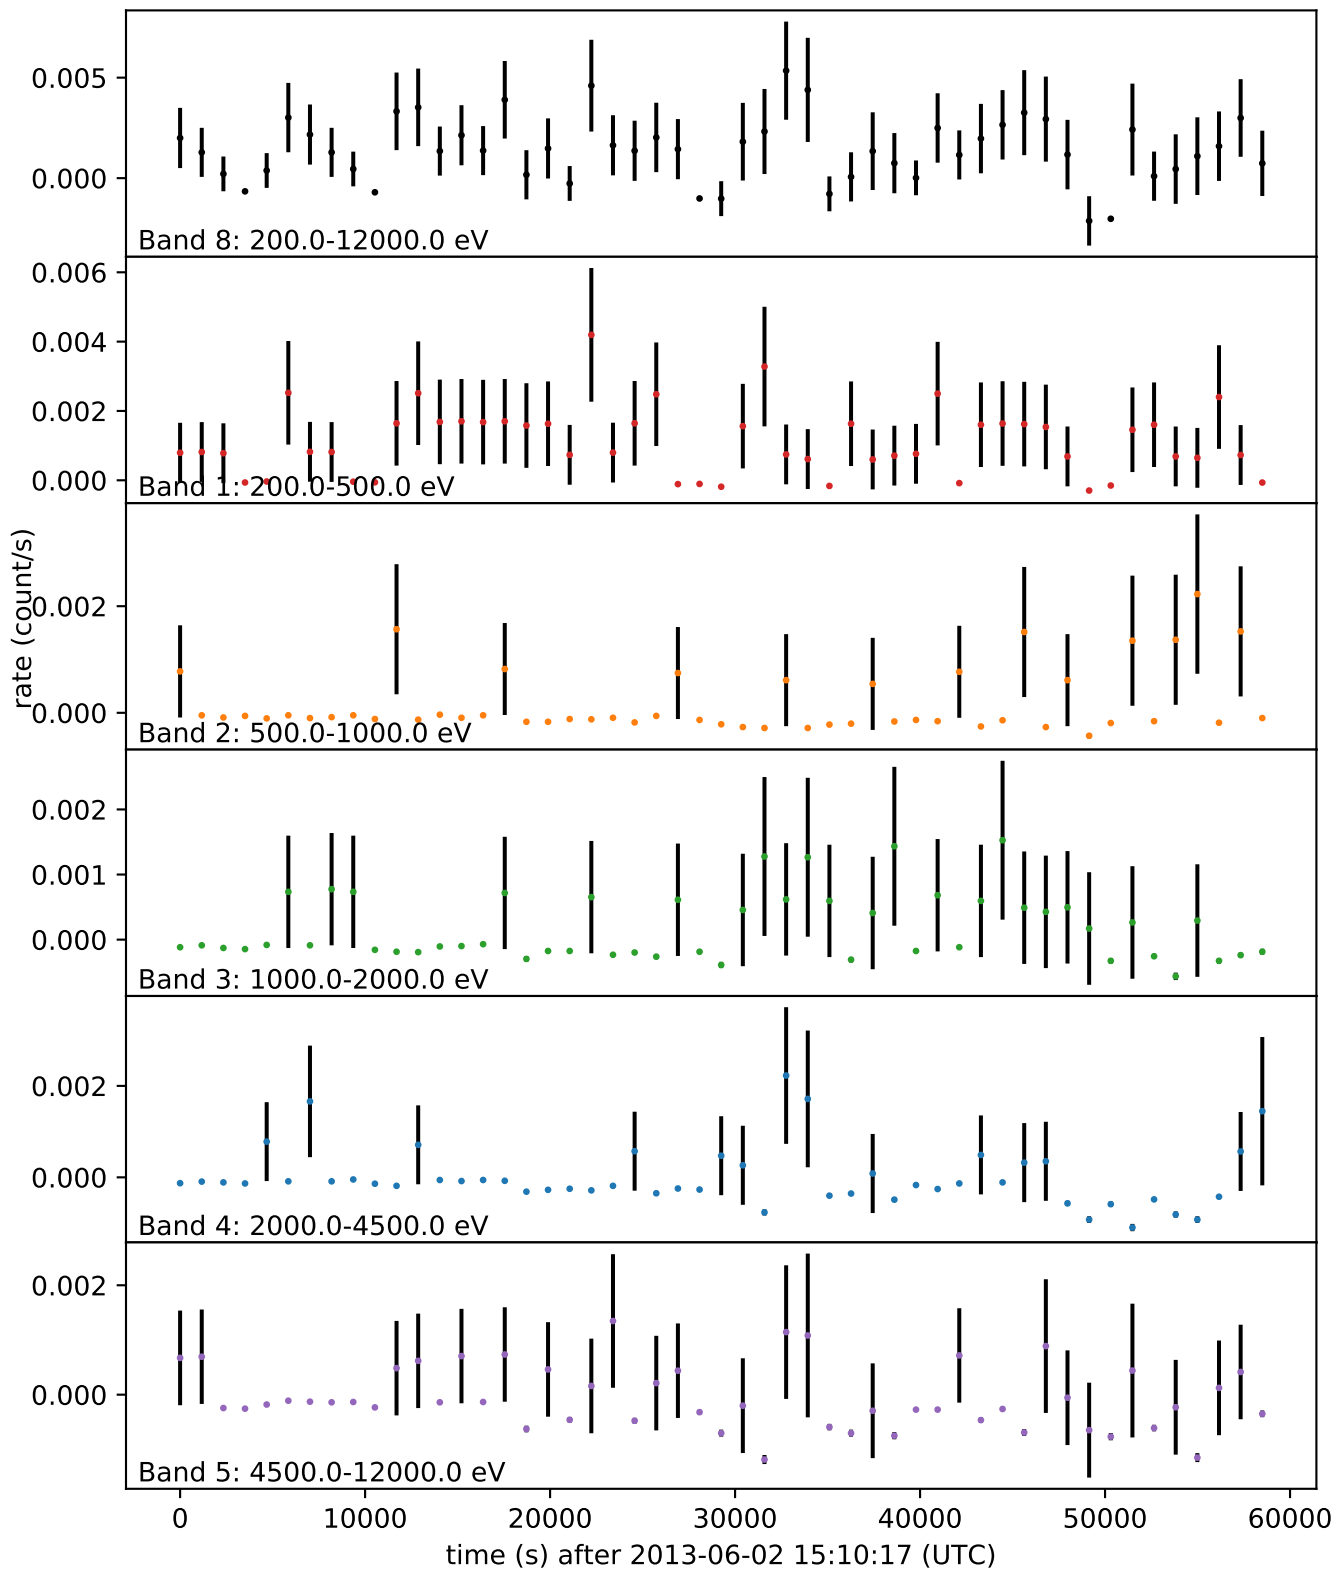 0.005
0.000
Band 8: 200.0-12000.0 eV
0.006
0.004
0.002
0.000
Band 1: 200.0-500.0 eV
rate (count/s)
0.002
0.000
Band 2: 500.0-1000.0 eV
0.002
0.001
0.000
Band 3: 1000.0-2000.0 eV
0.002
0.000
Band 4: 2000.0-4500.0 eV
0.002
0.000
Band 5: 4500.0-12000.0 eV
0 10000 20000 30000 40000 50000 60000
time (s) after 2013-06-02 15:10:17 (UTC)